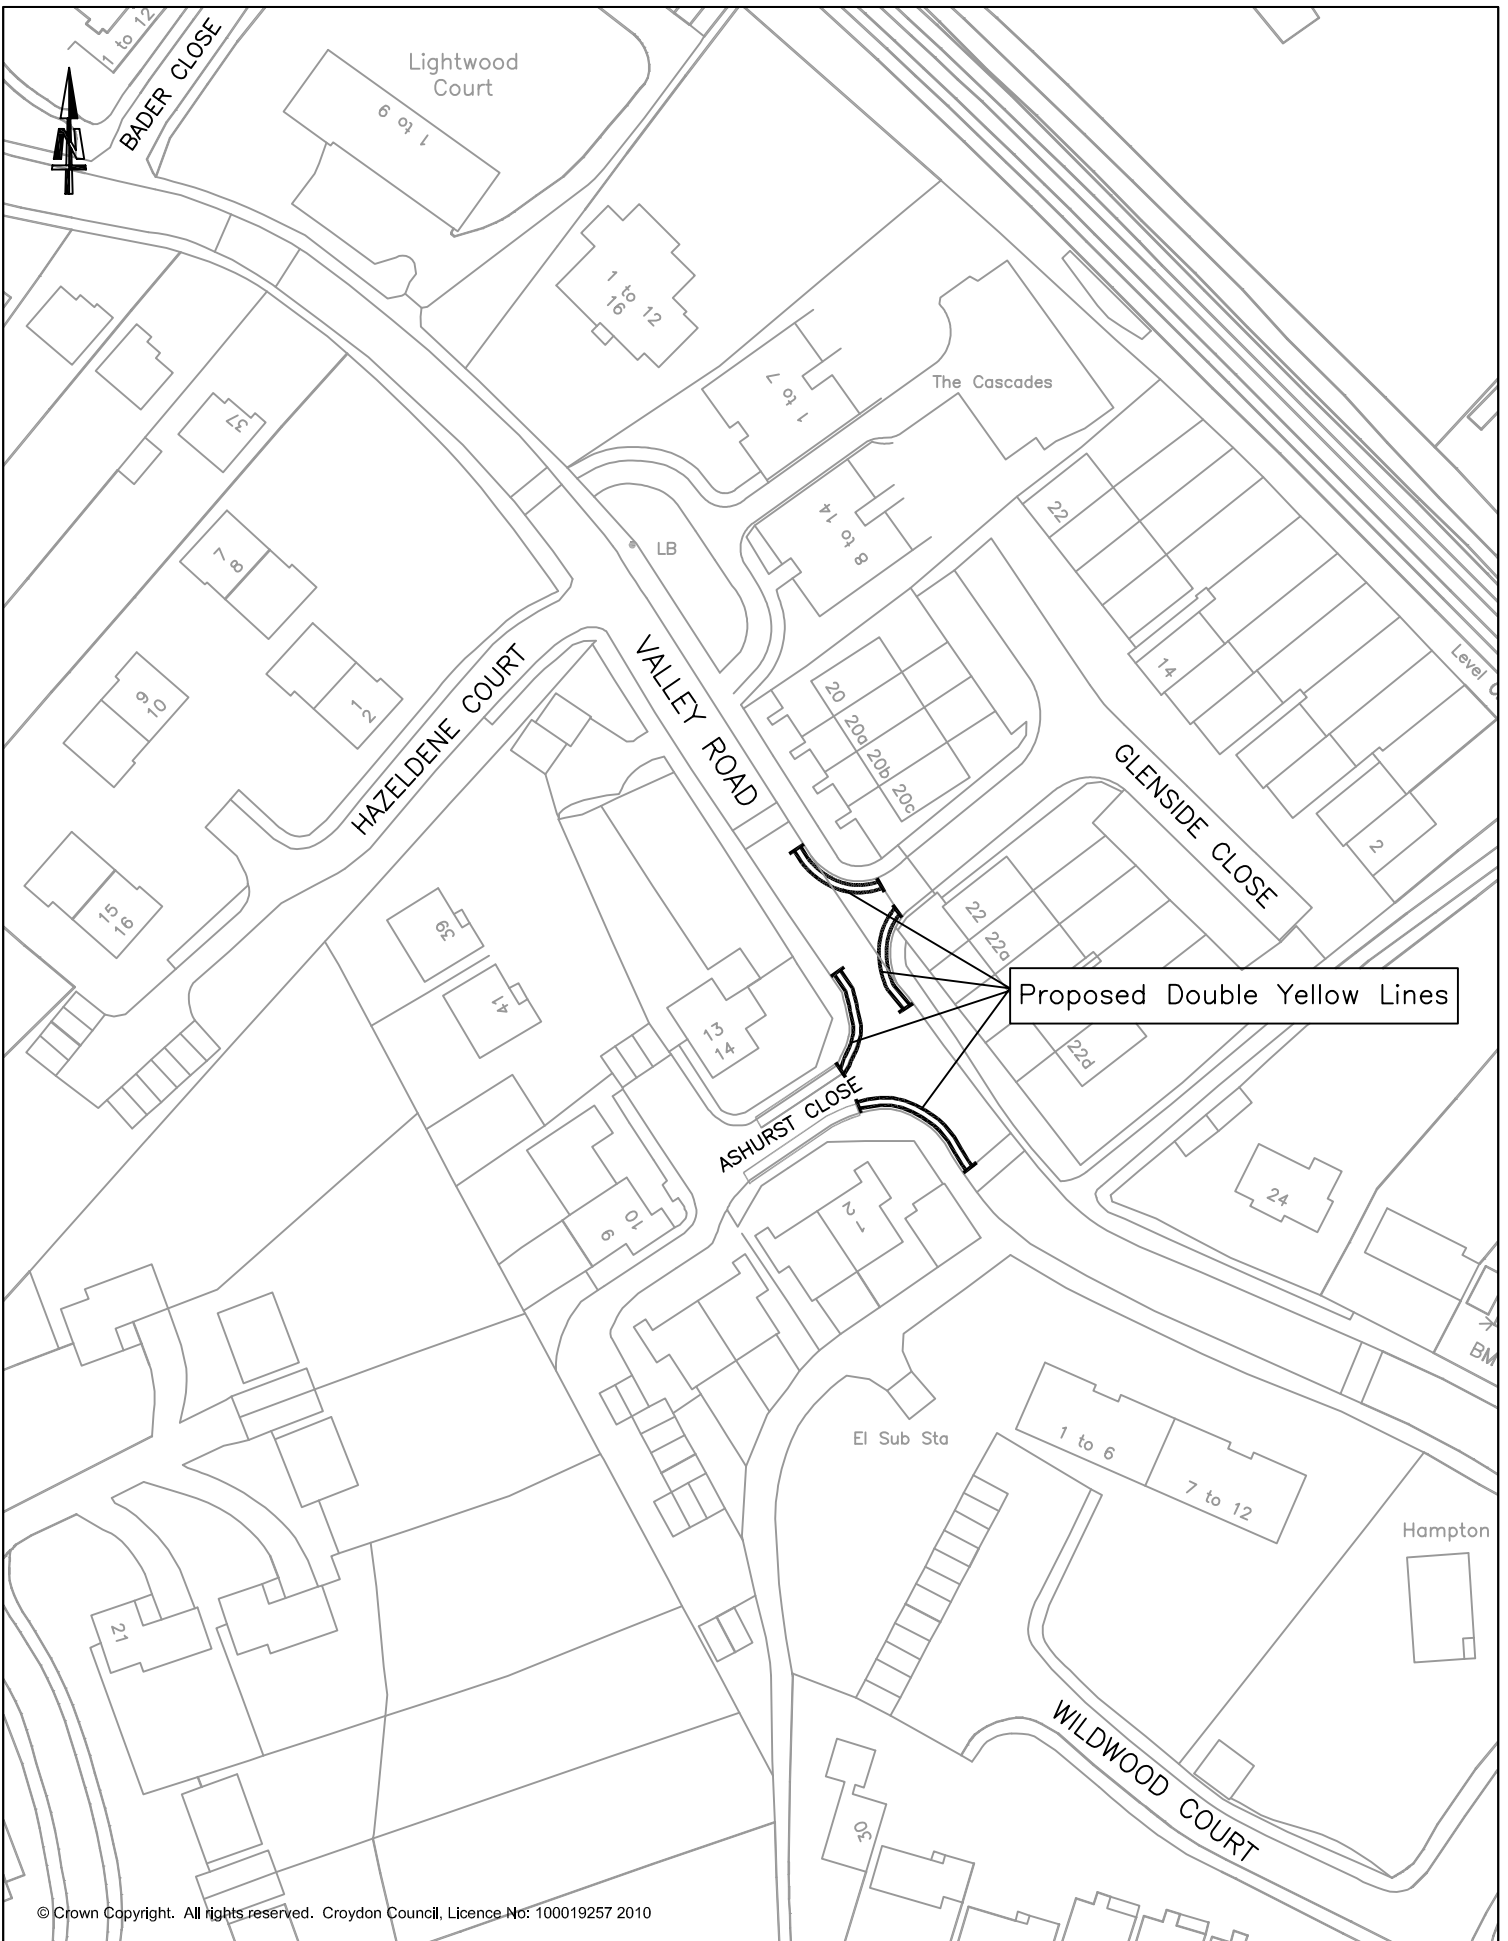 1 to 12
BADER CLOSE
N
Lightwood
Court
1 to 9
1 to 12
16
1 to 7
The Cascades
37
22
8 to 14
LB
7
8
HAZELDENE COURT
VALLEY ROAD
14
Level
9
10
1
2
20 20a 20b 20c
GLENSIDE CLOSE
2
15
16
39
22 22a
41
Proposed Double Yellow Lines
13
14
22d
ASHURST CLOSE
24
10
9
2
1
BM
El Sub Sta
1 to 6
7 to 12
Hampton
21
WILDWOOD COURT
30
© Crown Copyright. All rights reserved. Croydon Council, Licence No: 100019257 2010